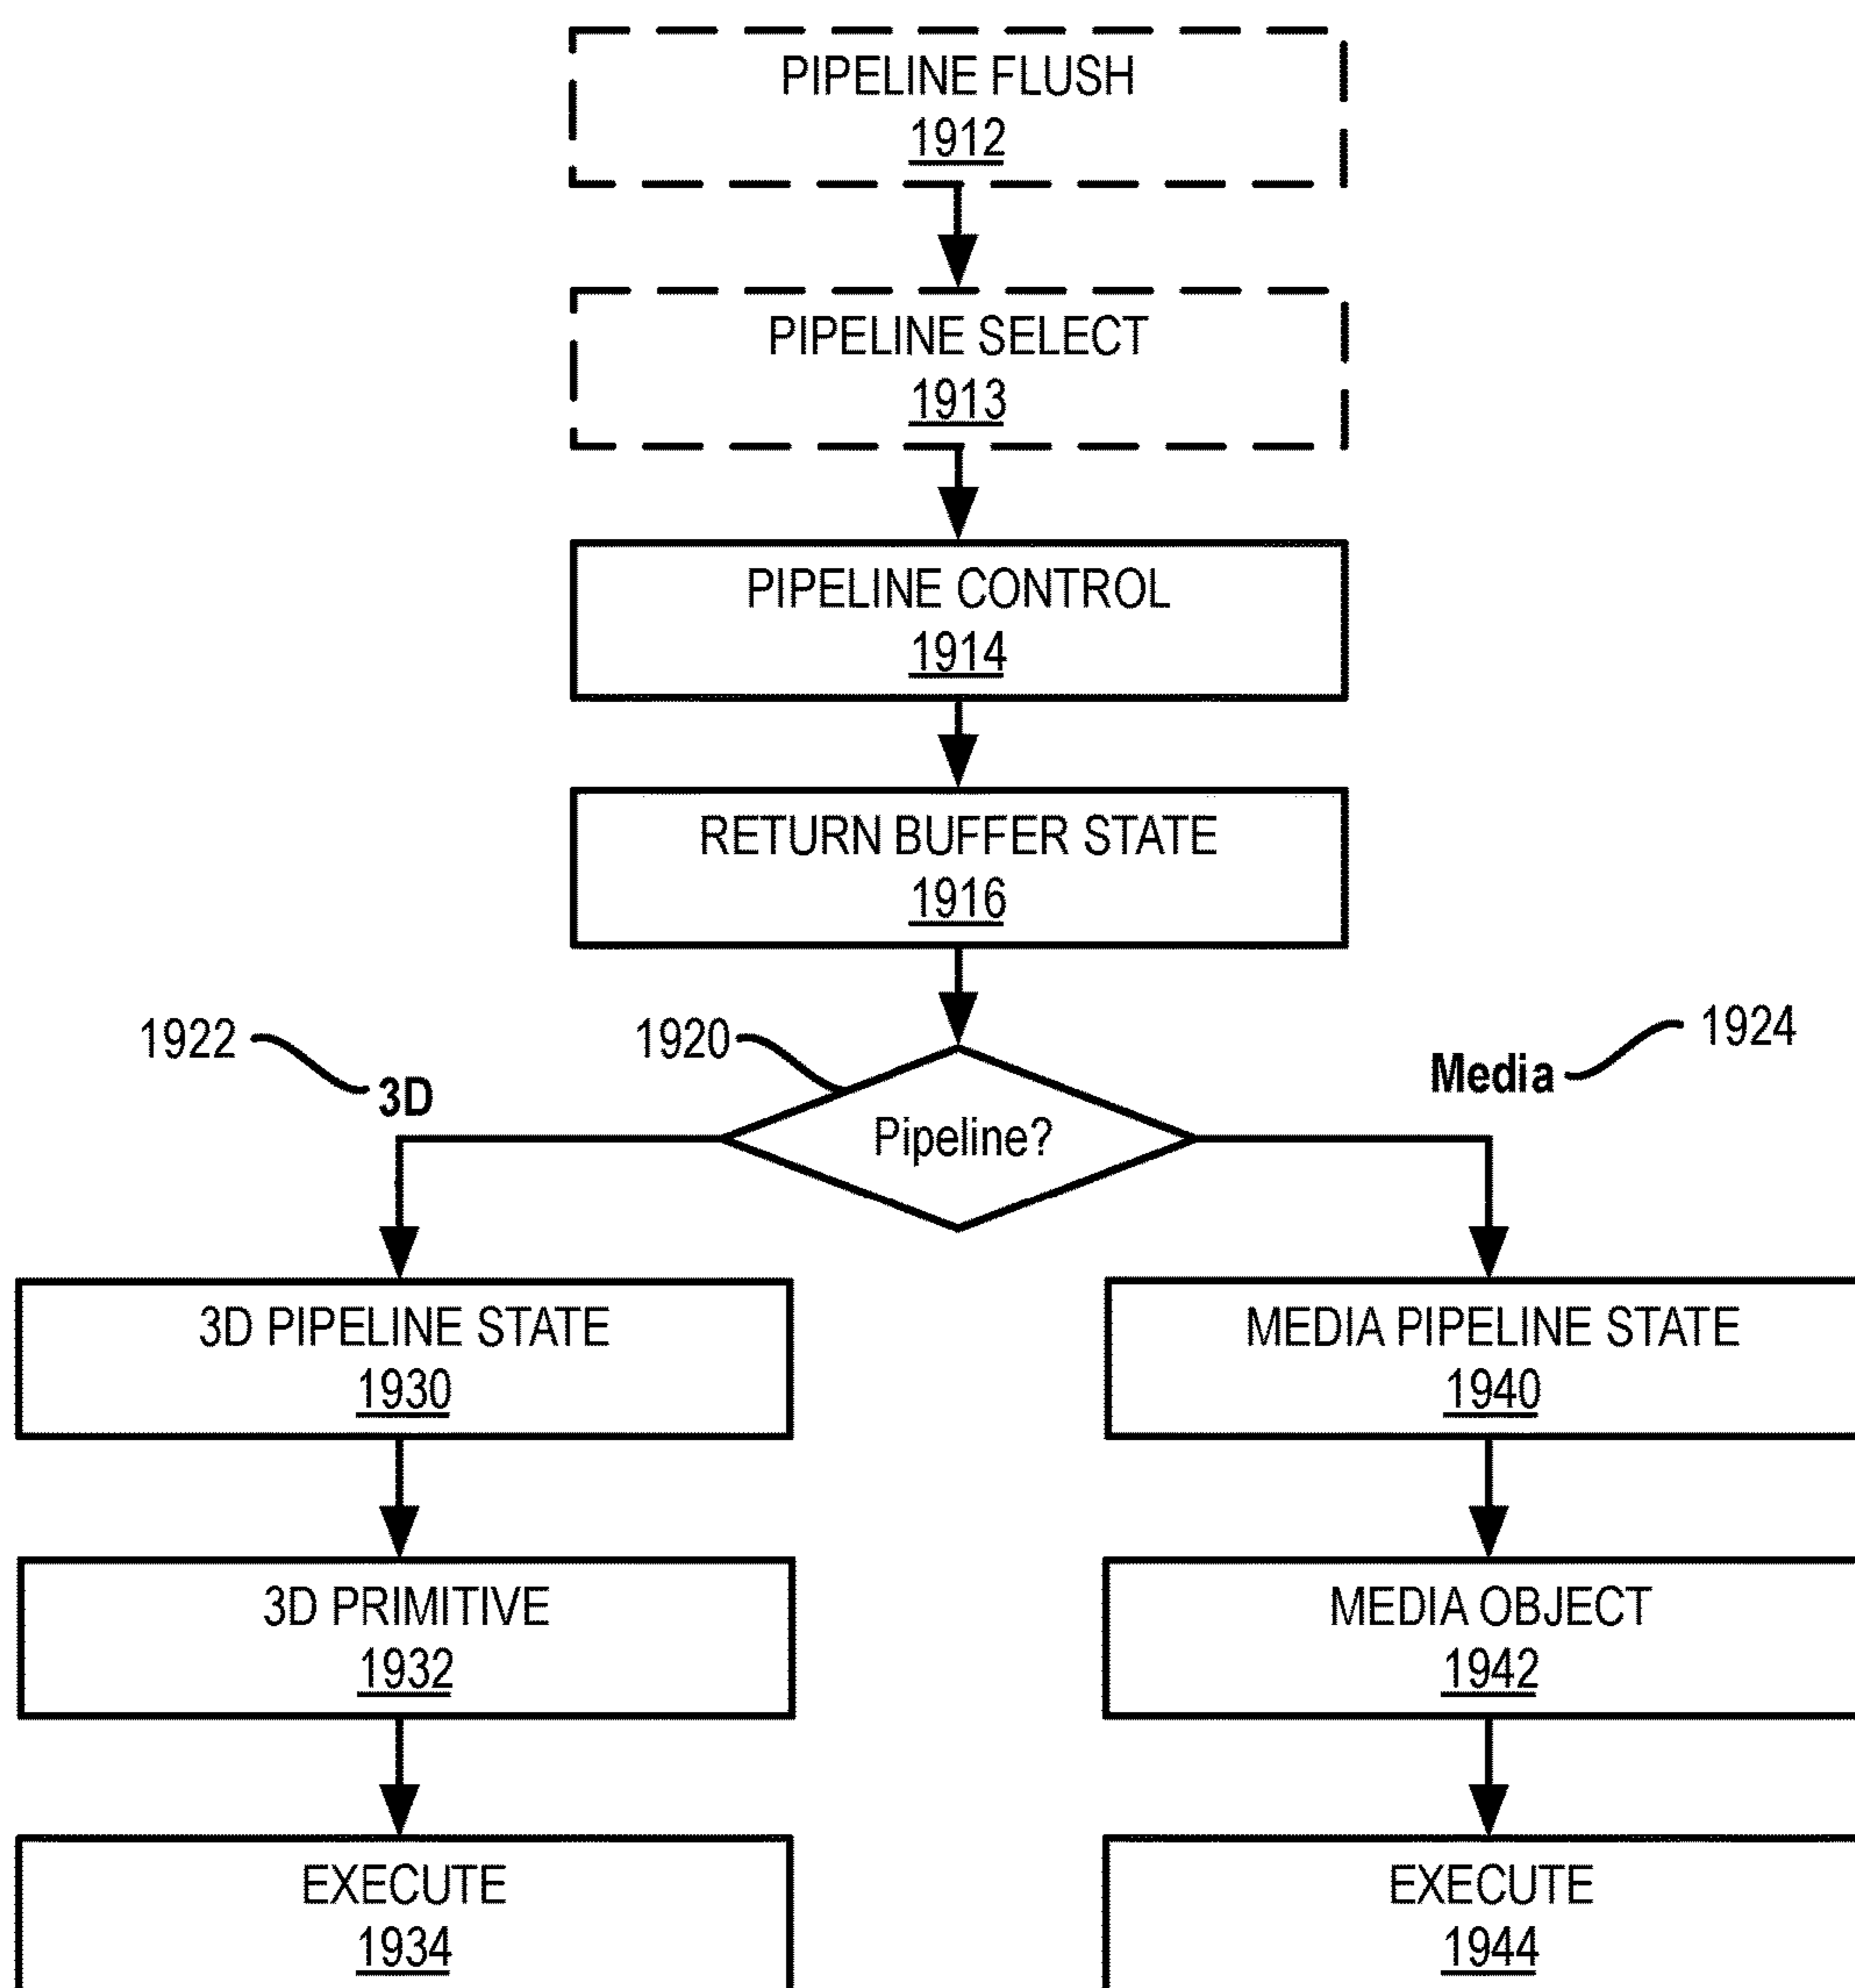 PIPELINE FLUSH
1912
PIPELINE SELECT
1913
PIPELINE CONTROL
1914
RETURN BUFFER STATE
1916
1922
1920
1924
3D
Media
Pipeline?
3D PIPELINE STATE
1930
MEDIA PIPELINE STATE
1940
3D PRIMITIVE
1932
MEDIA OBJECT
1942
EXECUTE
1934
EXECUTE
1944